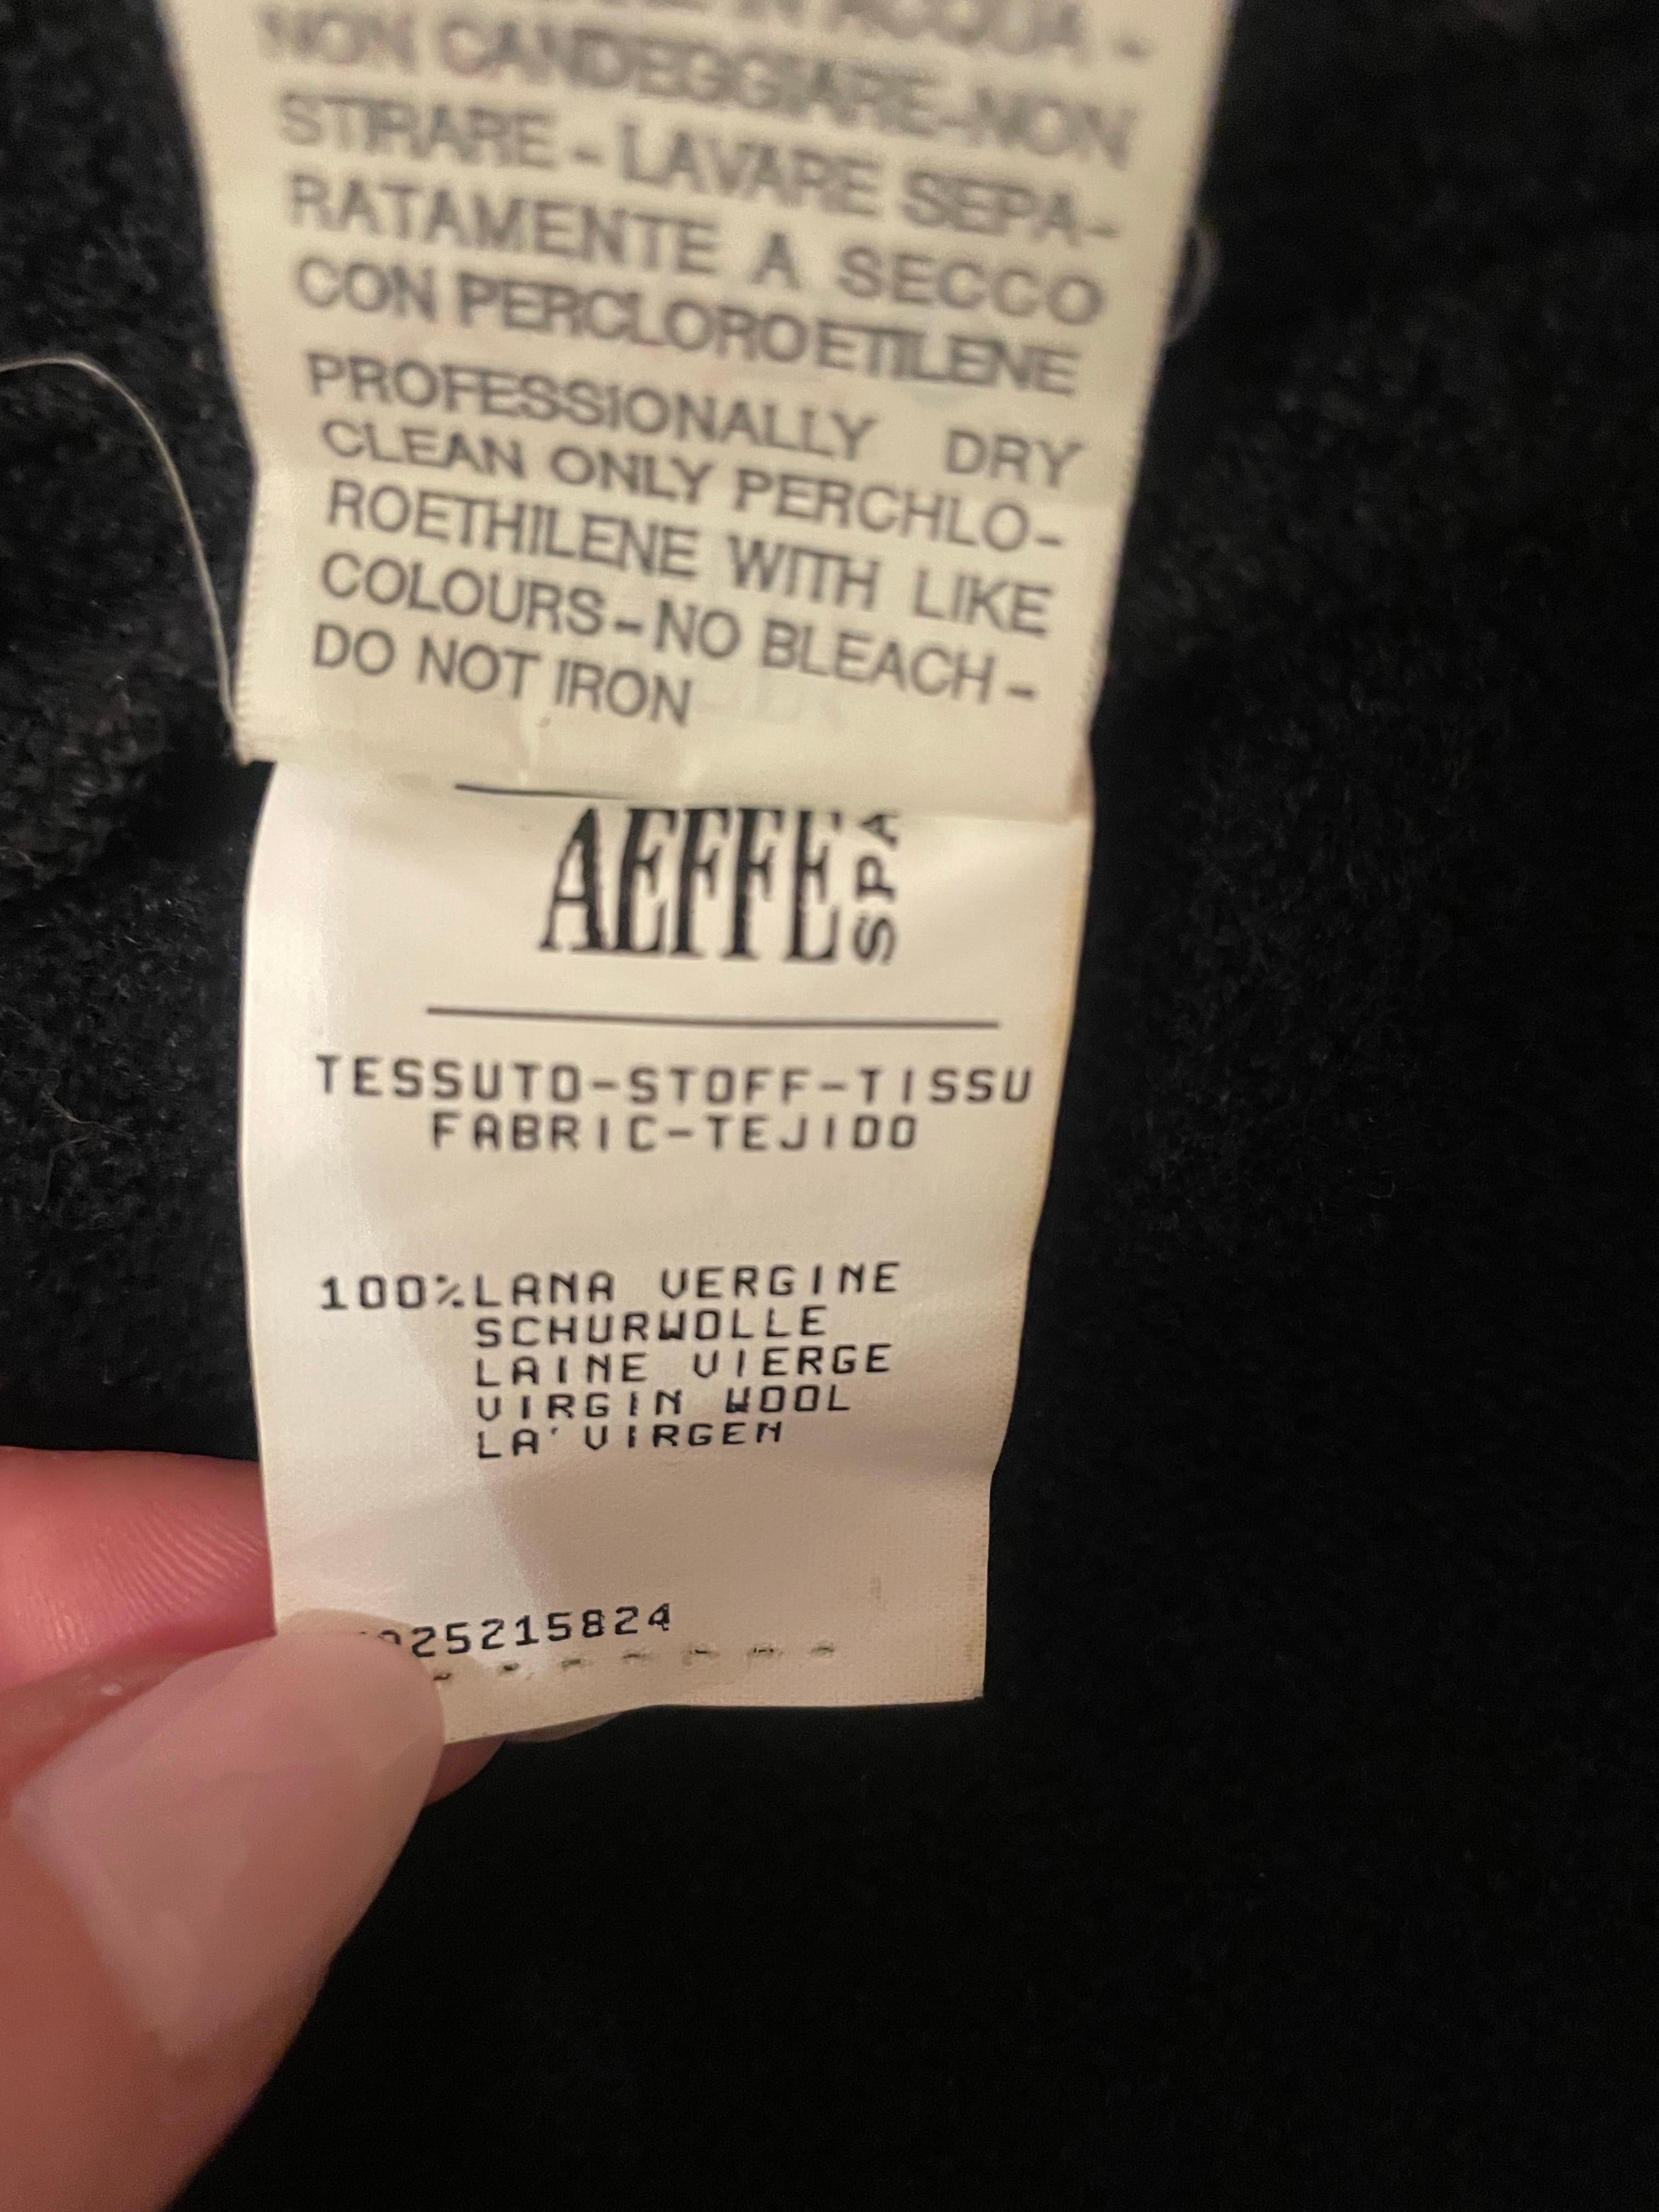 IN ACQUA -
NON CANDEGGIARE-NON
STIRARE - LAVARE SEPA-
RATAMENTE A SECCO
CON PERCLOROETILENE
PROFESSIONALLY DRY
CLEAN ONLY PERCHLO-
ROETHILENE WITH LIKE
COLOURS - NO BLEACH -
DO NOT IRON
AEFFE SPA
TESSUTO-STOFF-TISSU
FABRIC-TEJIDO
100%LANA VERGINE
SCHURWOLLE
LAINE VIERGE
VIRGIN WOOL
LA'VIRGEN
25215824